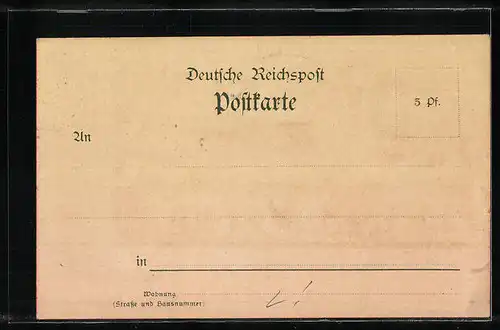 Deutsche Reichspost
Postkarte
5 Pf.
An
in
Wohnung
(Straße und Hausnummer)